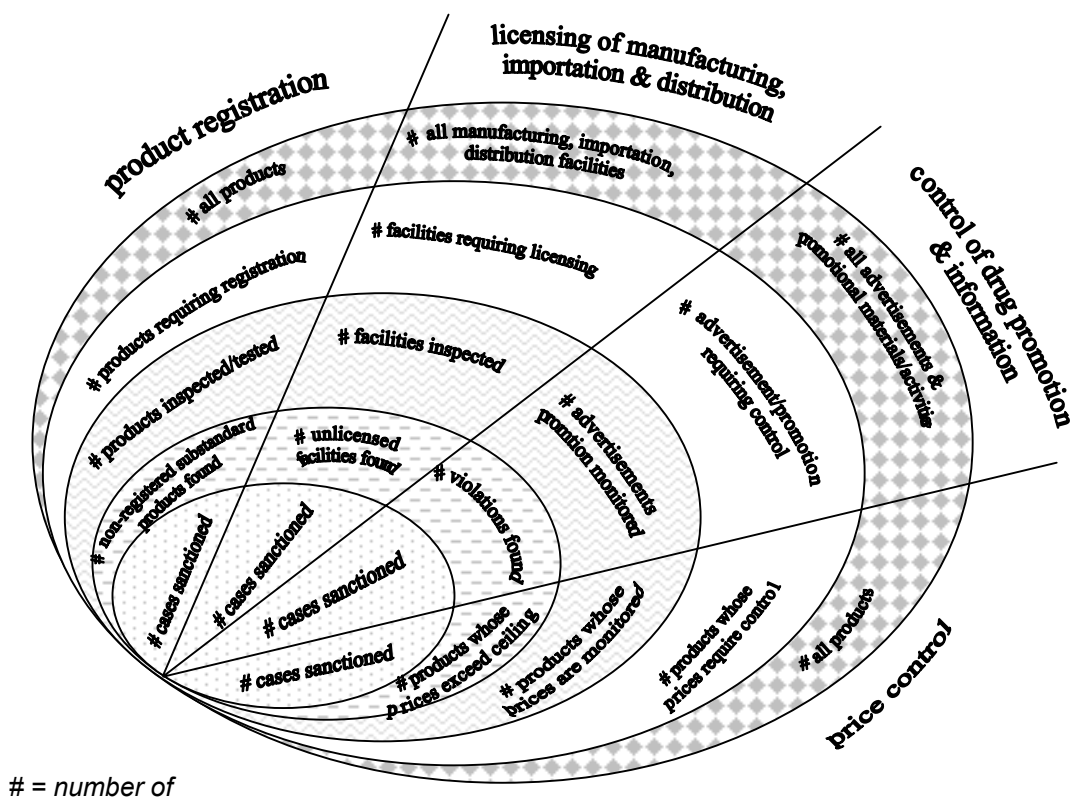 product registration
# all products
# products requiring registration
# products inspected/tested
# non-registered substandard
products found
# cases sanctioned
licensing of manufacturing,
importation & distribution
# all manufacturing, importation,
distribution facilities
# facilities requiring licensing
# facilities inspected
# unlicensed
facilities found
# cases sanctioned
control of drug promotion
& information
# all advertisements &
promotional materials/activities
# advertisement/promotion
requiring control
# advertisements
promtion monitored
# violations found
# cases sanctioned
price control
# all products
# products whose
prices require control
# products whose
prices are monitored
# products whose
prices exceed ceiling
# cases sanctioned
# = number of